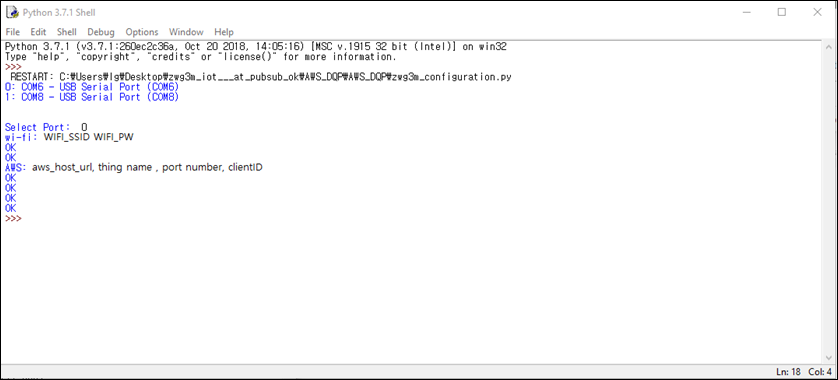 Python 3.7.1 Shell
File Edit Shell Debug Options Window Help
Python 3.7.1 (v3.7.1:260ec2c36a, Oct 20 2018, 14:05:16) [MSC v.1915 32 bit (Intel)] on win32
Type "help", "copyright", "credits" or "license()" for more information.
>>>
RESTART: C:₩Users₩lg₩Desktop₩zwg3m_iot___at_pubsub_ok₩AWS_DQP₩AWS_DQP₩zwg3m_configuration.py
0: COM6 - USB Serial Port (COM6)
1: COM8 - USB Serial Port (COM8)
Select Port: 0
wi-fi: WIFI_SSID WIFI_PW
OK
OK
AWS: aws_host_url, thing name , port number, clientID
OK
OK
OK
OK
>>>
Ln: 18 Col: 4